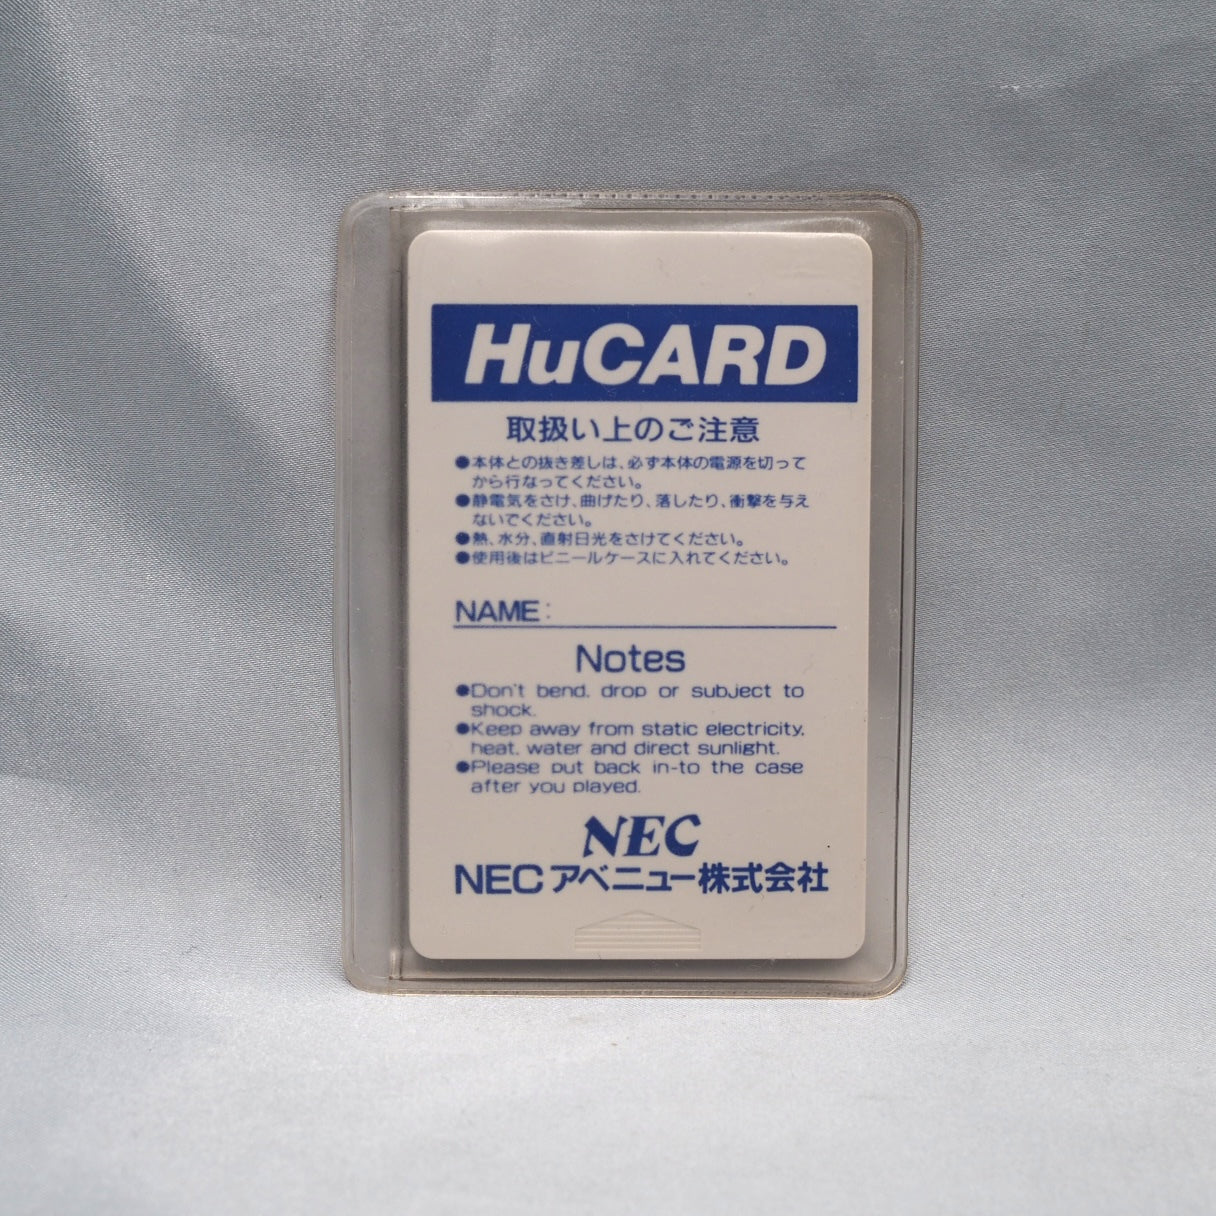 HuCARD
取扱い上のご注意
●本体との抜き差しは、必ず本体の電源を切って
から行なってください。
●静電気をさけ、曲げたり、落したり、衝撃を与え
ないでください。
●熱、水分、直射日光をさけてください。
●使用後はビニールケースに入れてください。
NAME:
Notes
●Don't bend, drop or subject to
shock.
●Keep away from static electricity,
heat, water and direct sunlight.
●Please put back in-to the case
after you played.
NEC
NECアベニュー株式会社